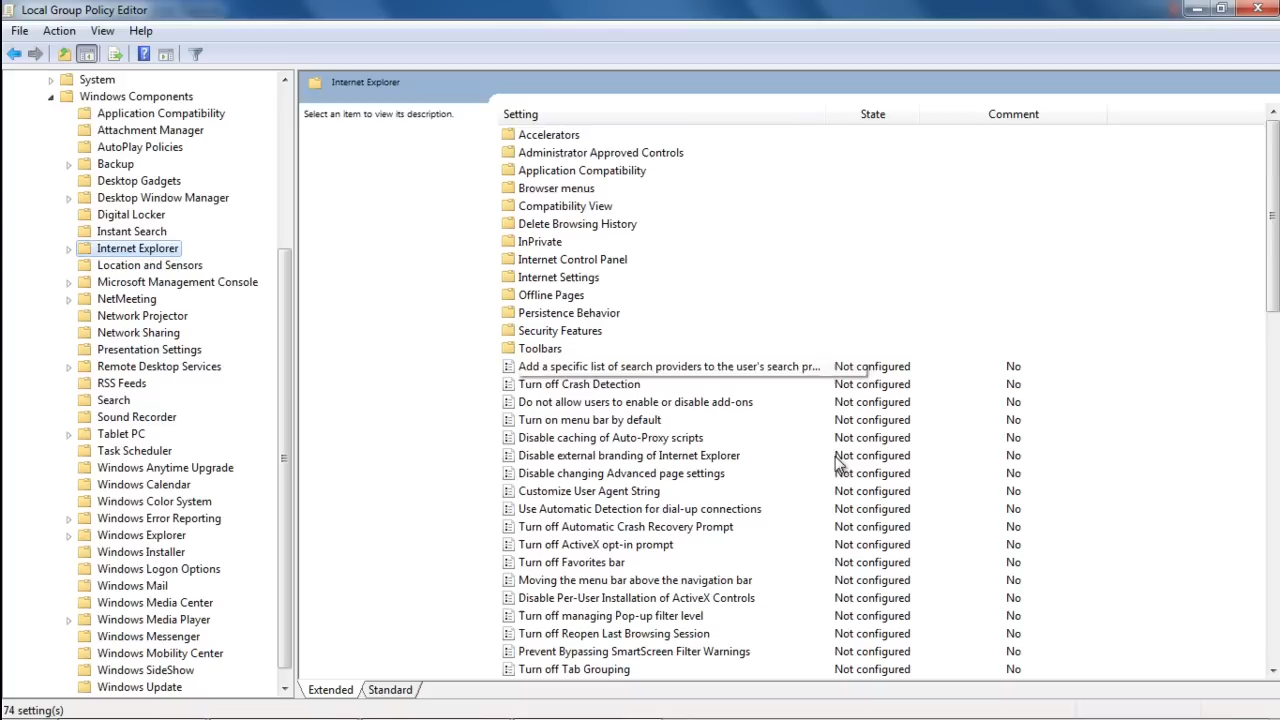 Local Group Policy Editor
File Action View Help
System
Windows Components
Application Compatibility
Attachment Manager
AutoPlay Policies
Backup
Desktop Gadgets
Desktop Window Manager
Digital Locker
Instant Search
Internet Explorer
Location and Sensors
Microsoft Management Console
NetMeeting
Network Projector
Network Sharing
Presentation Settings
Remote Desktop Services
RSS Feeds
Search
Sound Recorder
Tablet PC
Task Scheduler
Windows Anytime Upgrade
Windows Calendar
Windows Color System
Windows Error Reporting
Windows Explorer
Windows Installer
Windows Logon Options
Windows Mail
Windows Media Center
Windows Media Player
Windows Messenger
Windows Mobility Center
Windows SideShow
Windows Update
Internet Explorer
Select an item to view its description.
Setting State Comment
Accelerators
Administrator Approved Controls
Application Compatibility
Browser menus
Compatibility View
Delete Browsing History
InPrivate
Internet Control Panel
Internet Settings
Offline Pages
Persistence Behavior
Security Features
Toolbars
Add a specific list of search providers to the user's search pr... Not configured No
Turn off Crash Detection Not configured No
Do not allow users to enable or disable add-ons Not configured No
Turn on menu bar by default Not configured No
Disable caching of Auto-Proxy scripts Not configured No
Disable external branding of Internet Explorer Not configured No
Disable changing Advanced page settings Not configured No
Customize User Agent String Not configured No
Use Automatic Detection for dial-up connections Not configured No
Turn off Automatic Crash Recovery Prompt Not configured No
Turn off ActiveX opt-in prompt Not configured No
Turn off Favorites bar Not configured No
Moving the menu bar above the navigation bar Not configured No
Disable Per-User Installation of ActiveX Controls Not configured No
Turn off managing Pop-up filter level Not configured No
Turn off Reopen Last Browsing Session Not configured No
Prevent Bypassing SmartScreen Filter Warnings Not configured No
Turn off Tab Grouping Not configured No
Extended Standard
74 setting(s)